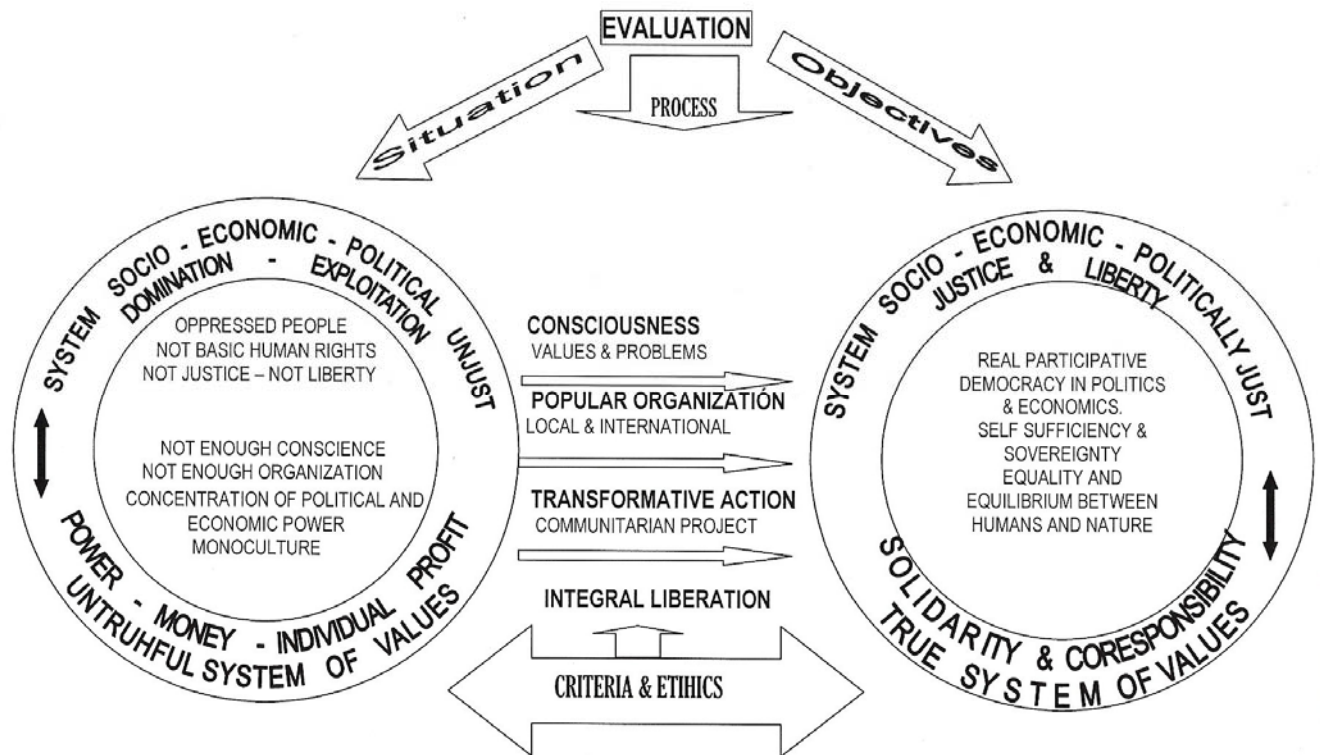 EVALUATION
PROCESS
Situation
Objectives
SYSTEM SOCIO - ECONOMIC - POLITICAL UNJUST
DOMINATION - EXPLOITATION
OPPRESSED PEOPLE
NOT BASIC HUMAN RIGHTS
NOT JUSTICE – NOT LIBERTY
NOT ENOUGH CONSCIENCE
NOT ENOUGH ORGANIZATION
CONCENTRATION OF POLITICAL AND
ECONOMIC POWER
MONOCULTURE
POWER - MONEY - INDIVIDUAL PROFIT
UNTRUHFUL SYSTEM OF VALUES
CONSCIOUSNESS
VALUES & PROBLEMS
POPULAR ORGANIZATIÓN
LOCAL & INTERNATIONAL
TRANSFORMATIVE ACTION
COMMUNITARIAN PROJECT
INTEGRAL LIBERATION
CRITERIA & ETIHICS
SYSTEM SOCIO - ECONOMIC - POLITICALLY JUST
JUSTICE & LIBERTY
REAL PARTICIPATIVE
DEMOCRACY IN POLITICS
& ECONOMICS.
SELF SUFFICIENCY &
SOVEREIGNTY
EQUALITY AND
EQUILIBRIUM BETWEEN
HUMANS AND NATURE
SOLIDARITY & CORESPONSIBILITY
TRUE SYSTEM OF VALUES